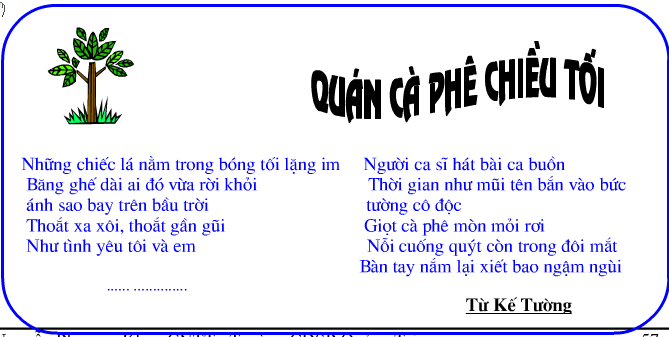 QUÁN CÀ PHÊ CHIỀU TỐI
Những chiếc lá nằm trong bóng tối lặng im
Băng ghế dài ai đó vừa rời khỏi
ánh sao bay trên bầu trời
Thoắt xa xôi, thoắt gần gũi
Như tình yêu tôi và em
...... ..............
Người ca sĩ hát bài ca buồn
Thời gian như mũi tên bắn vào bức
tường cô độc
Giọt cà phê mòn mỏi rơi
Nỗi cuống quýt còn trong đôi mắt
Bàn tay nắm lại xiết bao ngậm ngùi
Từ Kế Tường